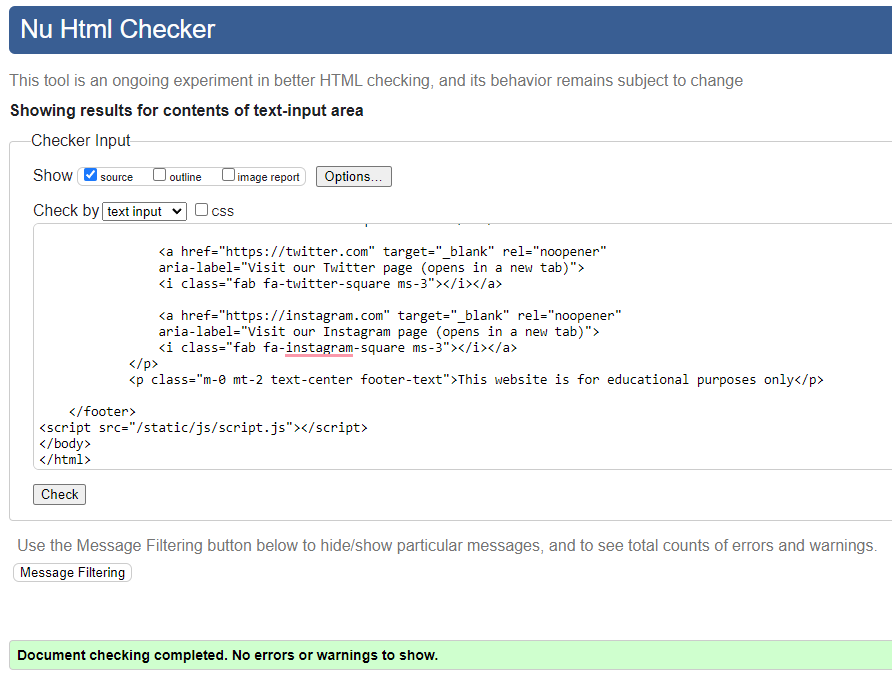 Nu Html Checker
This tool is an ongoing experiment in better HTML checking, and its behavior remains subject to change
Showing results for contents of text-input area
Checker Input
Show source outline image report Options...
Check by text input css
<a href="https://twitter.com" target="_blank" rel="noopener"
aria-label="Visit our Twitter page (opens in a new tab)">
<i class="fab fa-twitter-square ms-3"></i></a>
<a href="https://instagram.com" target="_blank" rel="noopener"
aria-label="Visit our Instagram page (opens in a new tab)">
<i class="fab fa-instagram-square ms-3"></i></a>
</p>
<p class="m-0 mt-2 text-center footer-text">This website is for educational purposes only</p>
</footer>
<script src="/static/js/script.js"></script>
</body>
</html>
Check
Use the Message Filtering button below to hide/show particular messages, and to see total counts of errors and warnings.
Message Filtering
Document checking completed. No errors or warnings to show.